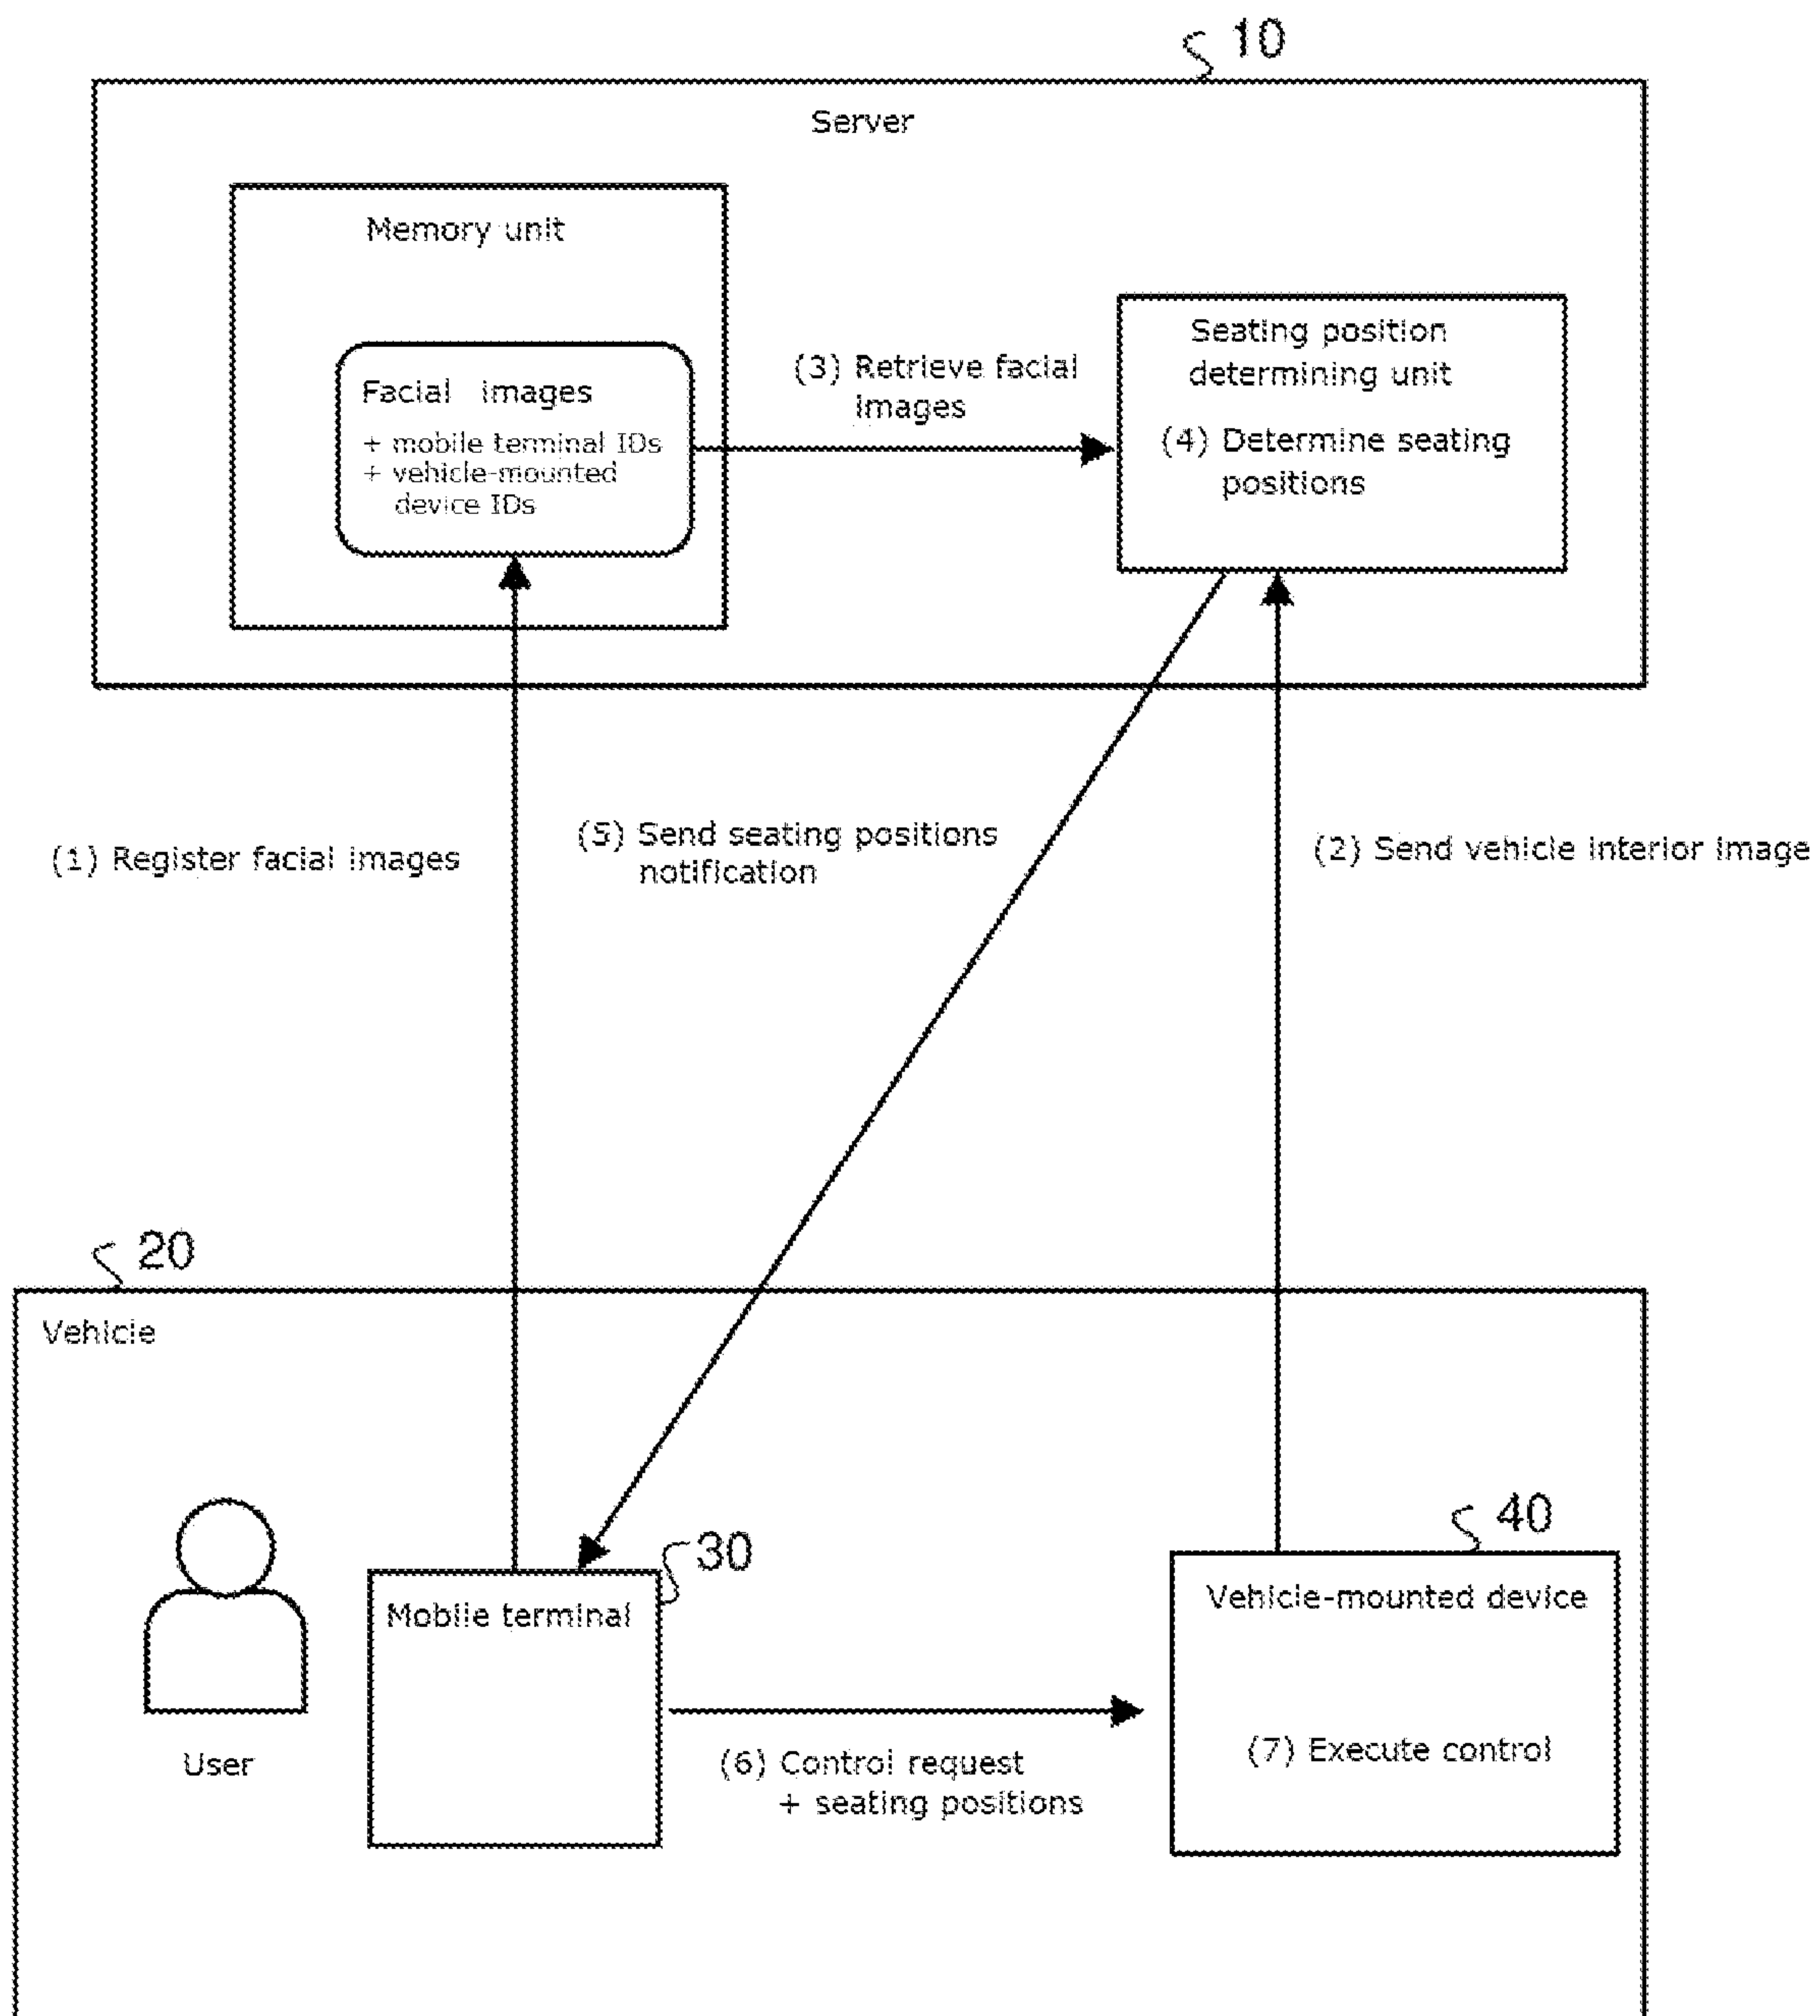 10
Server
Memory unit
Facial images
+ mobile terminal IDs
+ vehicle-mounted
device IDs
(3) Retrieve facial
images
Seating position
determining unit
(4) Determine seating
positions
(1) Register facial images
(5) Send seating positions
notification
(2) Send vehicle interior image
20
Vehicle
User
30
Mobile terminal
(6) Control request
+ seating positions
40
Vehicle-mounted device
(7) Execute control